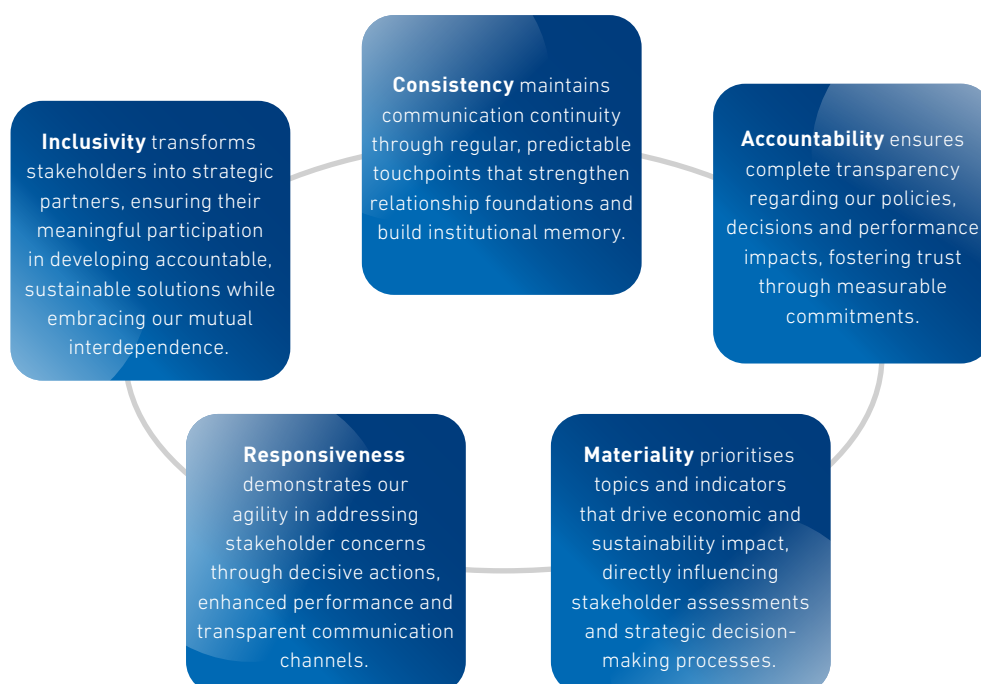 Consistency maintains
communication continuity
through regular, predictable
touchpoints that strengthen
relationship foundations and
build institutional memory.
Inclusivity transforms
stakeholders into strategic
partners, ensuring their
meaningful participation
in developing accountable,
sustainable solutions while
embracing our mutual
interdependence.
Accountability ensures
complete transparency
regarding our policies,
decisions and performance
impacts, fostering trust
through measurable
commitments.
Responsiveness
demonstrates our
agility in addressing
stakeholder concerns
through decisive actions,
enhanced performance and
transparent communication
channels.
Materiality prioritises
topics and indicators
that drive economic and
sustainability impact,
directly influencing
stakeholder assessments
and strategic decision-
making processes.